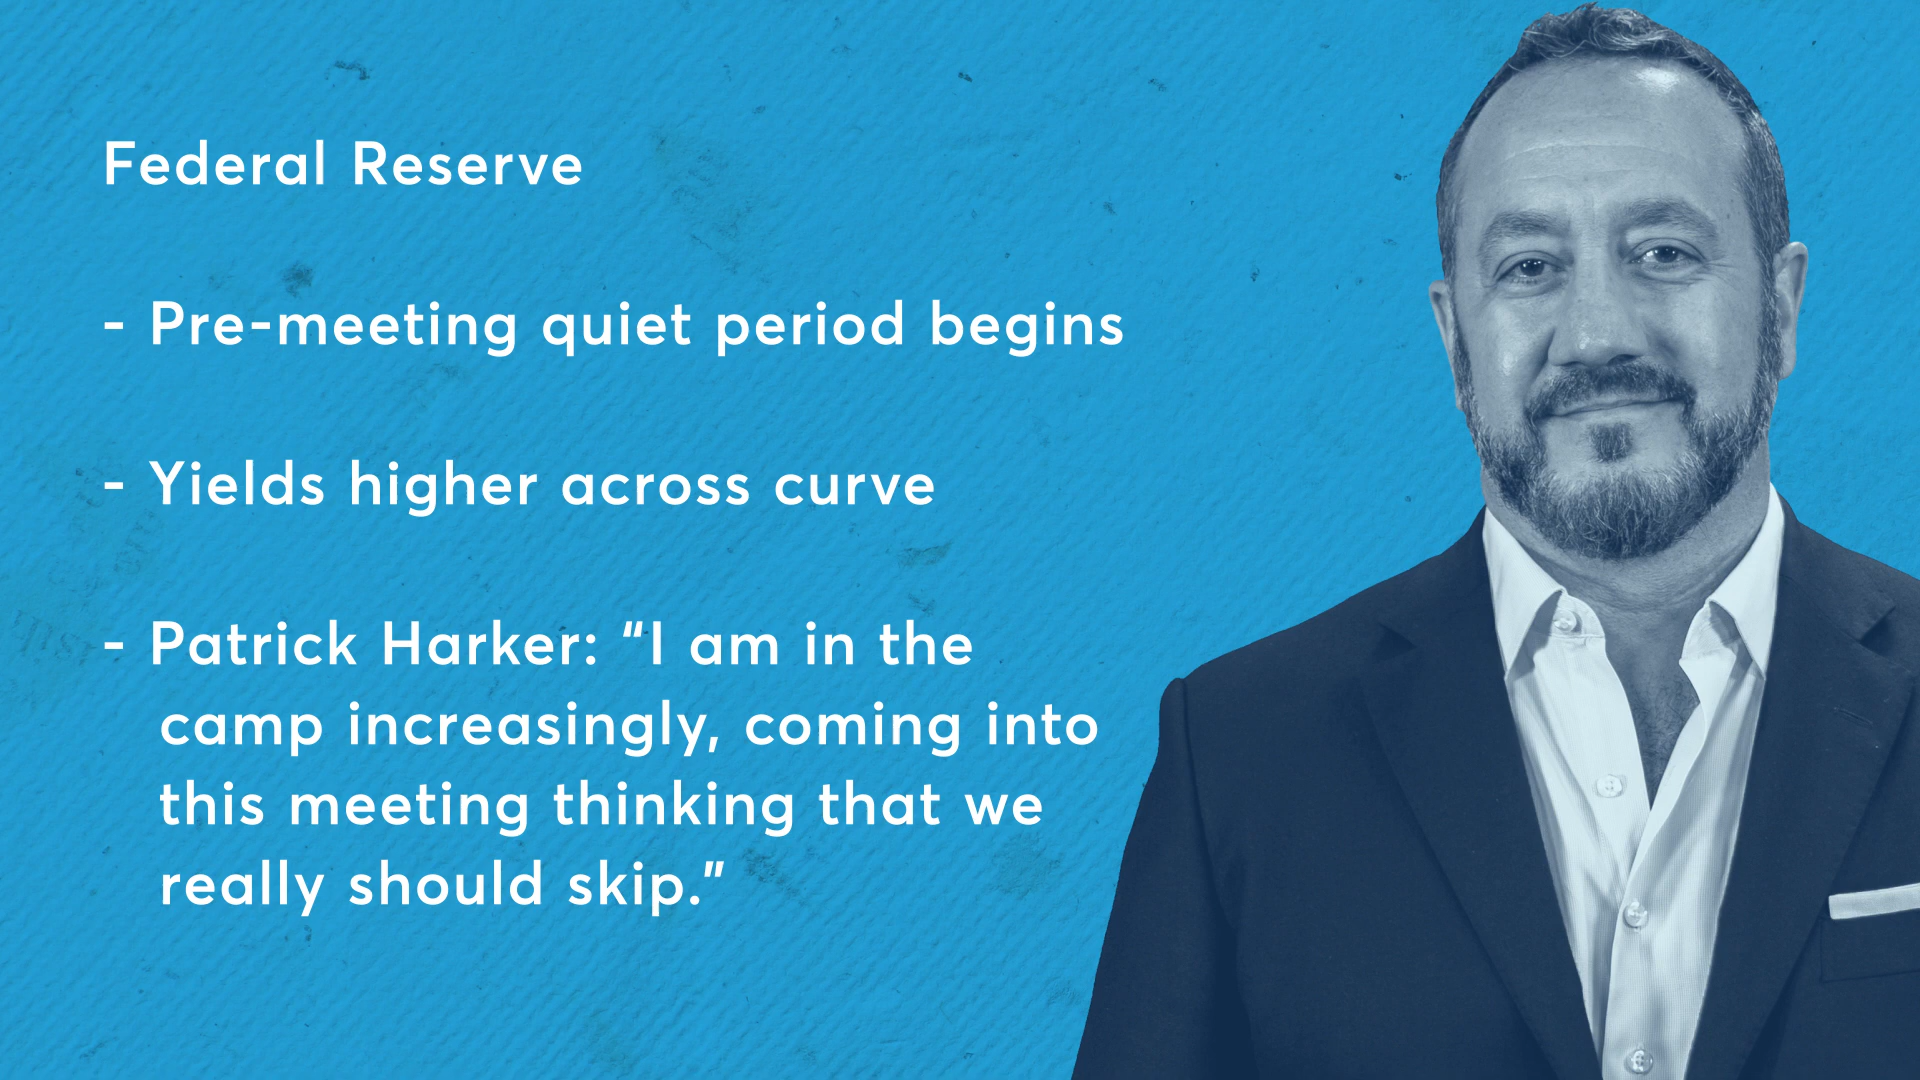 Federal Reserve
- Pre-meeting quiet period begins
- Yields higher across curve
- Patrick Harker: “I am in the
camp increasingly, coming into
this meeting thinking that we
really should skip.”